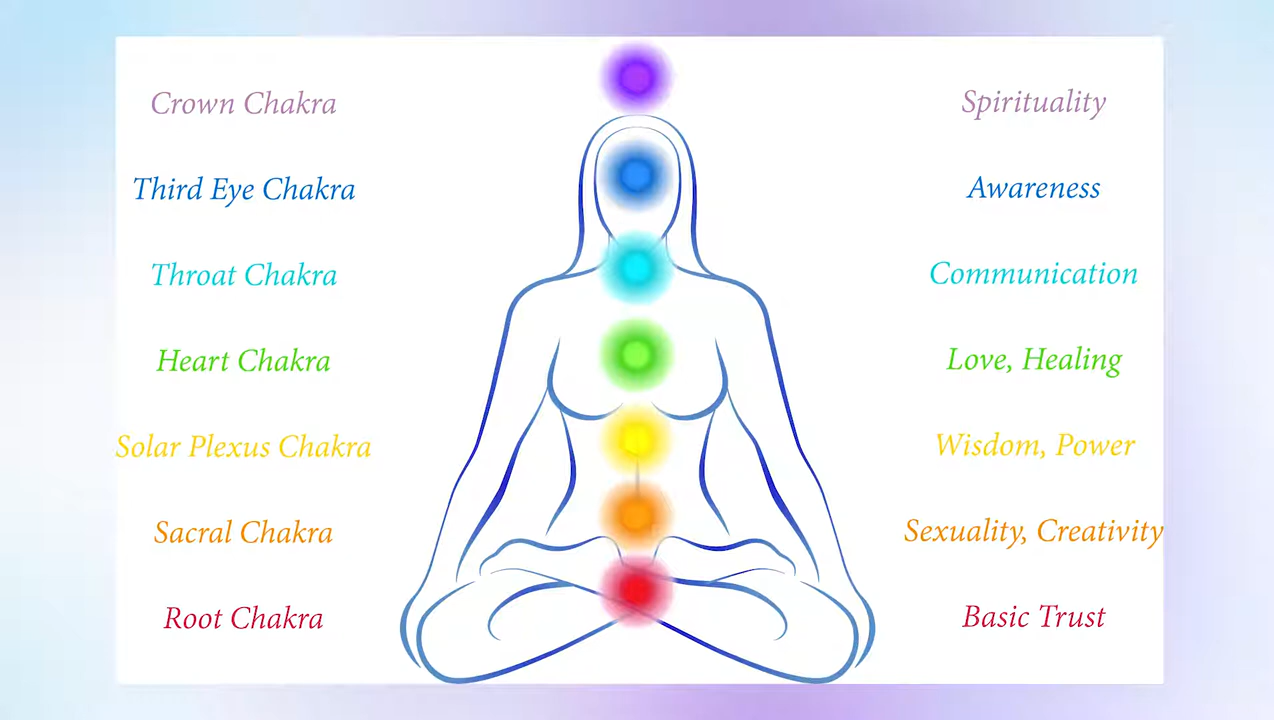 Crown Chakra
Spirituality
Third Eye Chakra
Awareness
Throat Chakra
Communication
Heart Chakra
Love, Healing
Solar Plexus Chakra
Wisdom, Power
Sacral Chakra
Sexuality, Creativity
Root Chakra
Basic Trust